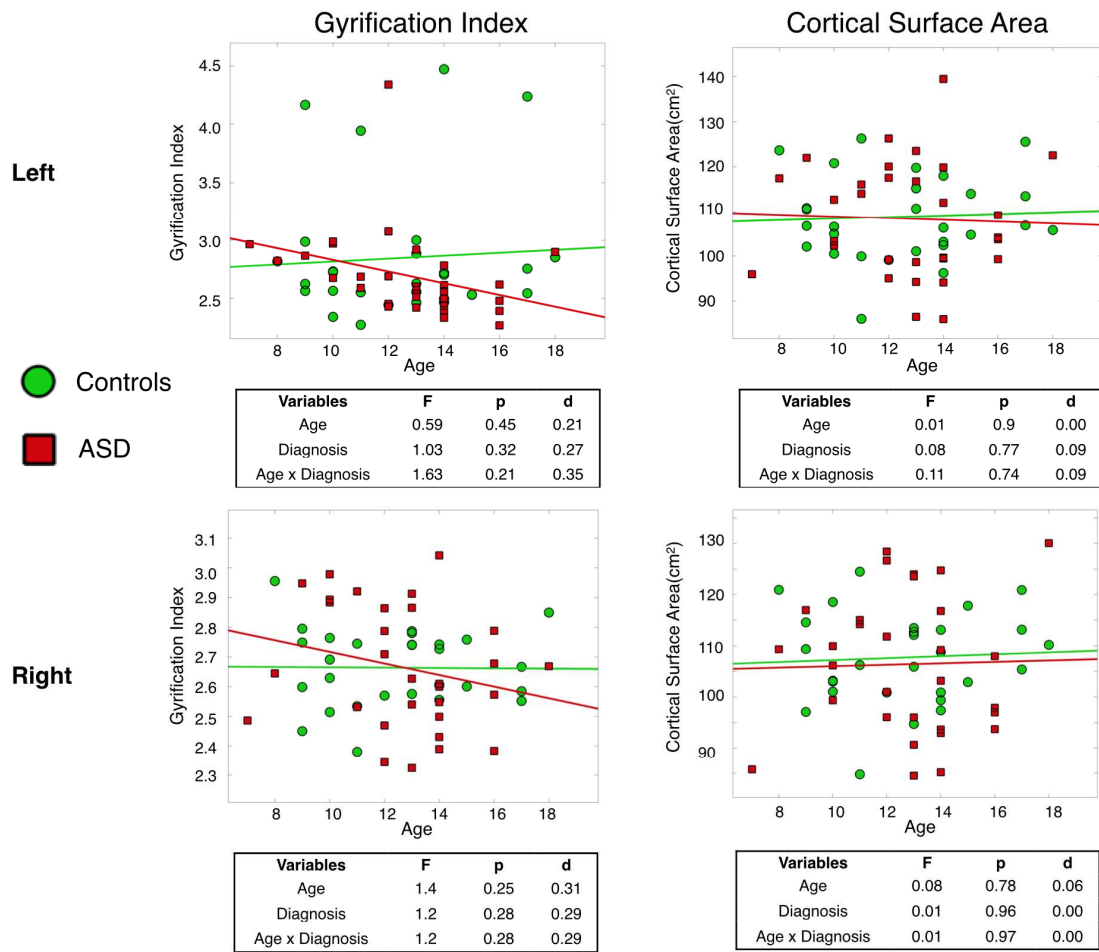 Gyrification Index
Cortical Surface Area
Left
Gyrification Index
4.5
4.0
3.5
3.0
2.5
8 10 12 14 16 18
Age
Cortical Surface Area(cm²)
140
130
120
110
100
90
8 10 12 14 16 18
Age
Controls
ASD
Variables F p d
Age 0.59 0.45 0.21
Diagnosis 1.03 0.32 0.27
Age x Diagnosis 1.63 0.21 0.35
Variables F p d
Age 0.01 0.9 0.00
Diagnosis 0.08 0.77 0.09
Age x Diagnosis 0.11 0.74 0.09
Right
Gyrification Index
3.1
3.0
2.9
2.8
2.7
2.6
2.5
2.4
2.3
8 10 12 14 16 18
Age
Cortical Surface Area(cm²)
130
120
110
100
90
8 10 12 14 16 18
Age
Variables F p d
Age 1.4 0.25 0.31
Diagnosis 1.2 0.28 0.29
Age x Diagnosis 1.2 0.28 0.29
Variables F p d
Age 0.08 0.78 0.06
Diagnosis 0.01 0.96 0.00
Age x Diagnosis 0.01 0.97 0.00